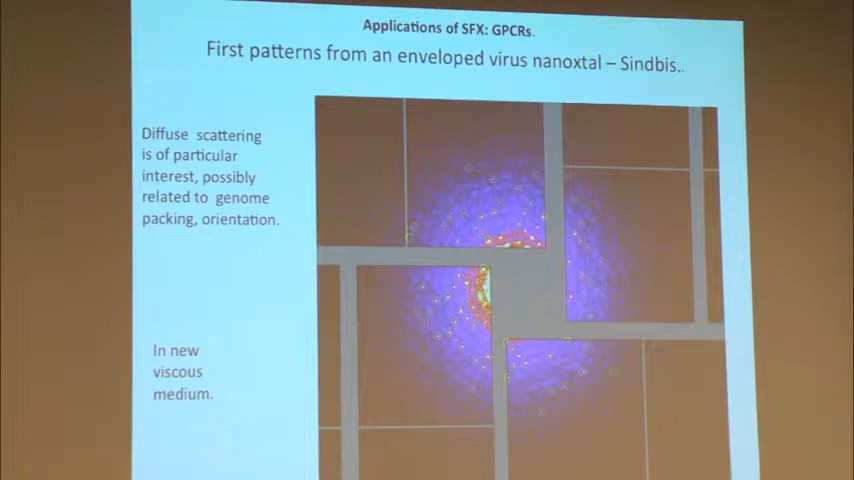 Applications of SFX: GPCRs.
First patterns from an enveloped virus nanoxtal – Sindbis..
Diffuse scattering
is of particular
interest, possibly
related to genome
packing, orientation.
In new
viscous
medium.